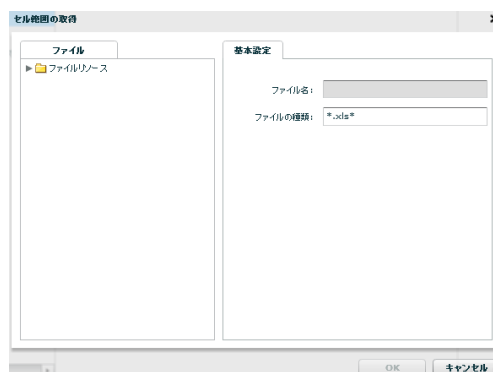 セル範囲の取得
ファイル
ファイルリソース
基本設定
ファイル名:
ファイルの種類: *.xls*
OK
キャンセル